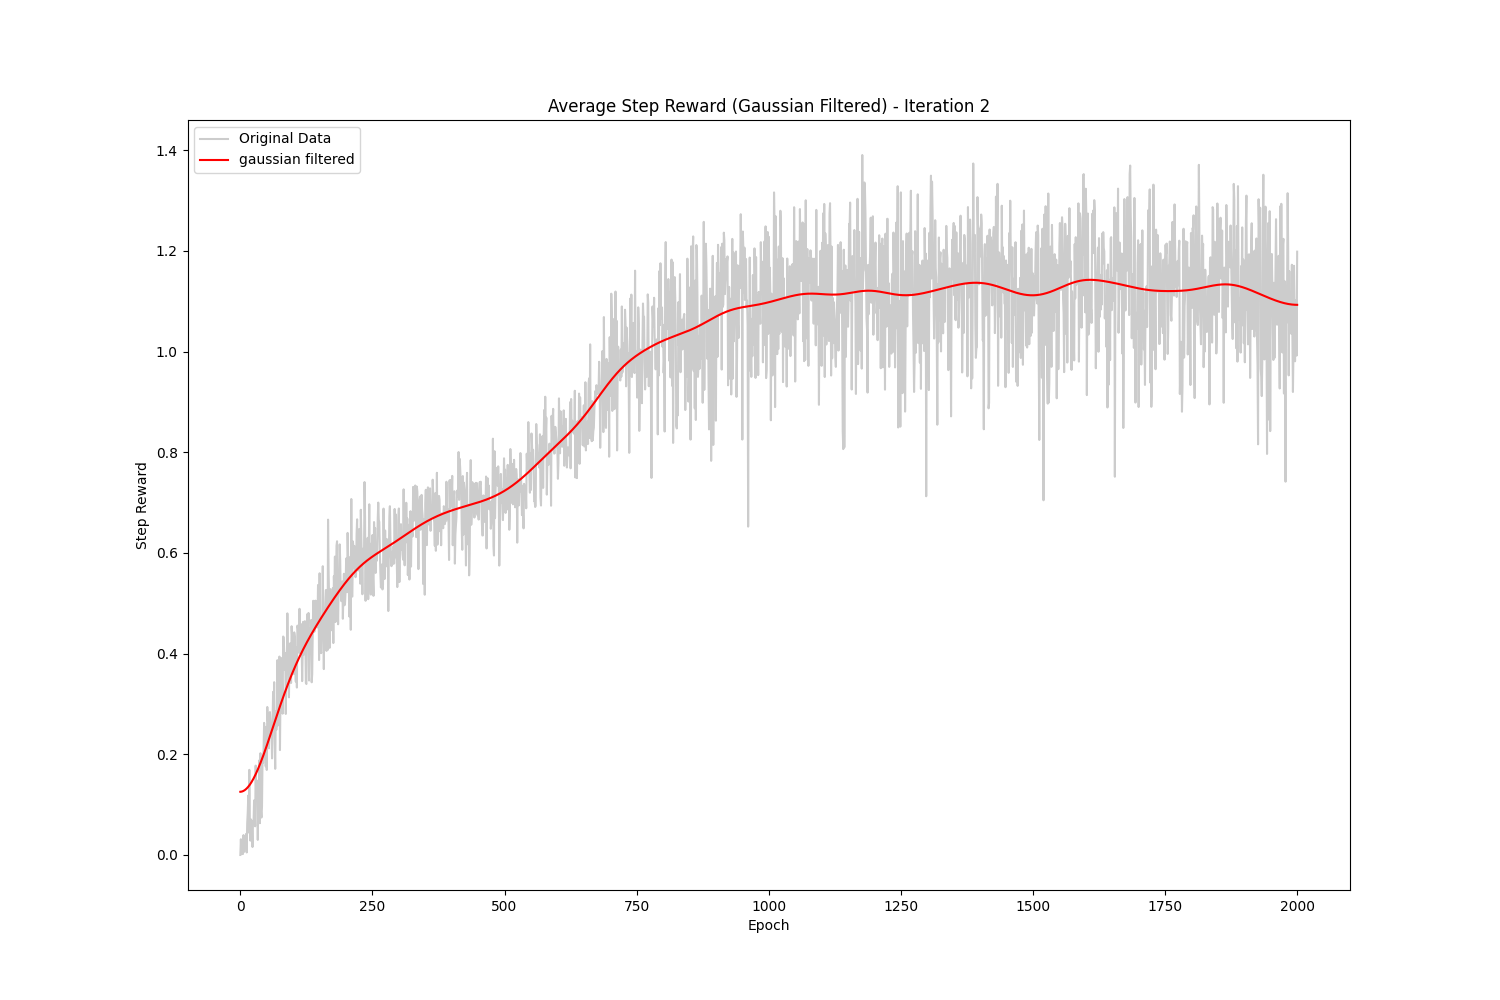 Average Step Reward (Gaussian Filtered) - Iteration 2
Original Data
gaussian filtered
1.4
1.2
1.0
0.8
0.6
0.4
0.2
0.0
Step Reward
0 250 500 750 1000 1250 1500 1750 2000
Epoch